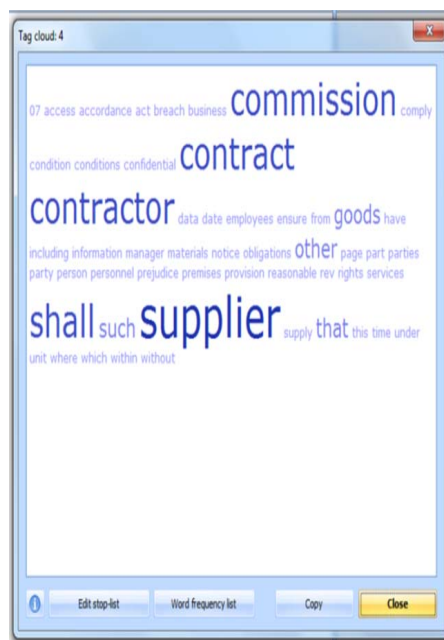 Tag cloud: 4
07 access accordance act breach business commission comply
condition conditions confidential contract
contractor data date employees ensure from goods have
including information manager materials notice obligations other page part parties
party person personnel prejudice premises provision reasonable rev rights services
shall such supplier supply that this time under
unit where which within without
Edit stop-list Word frequency list Copy Close